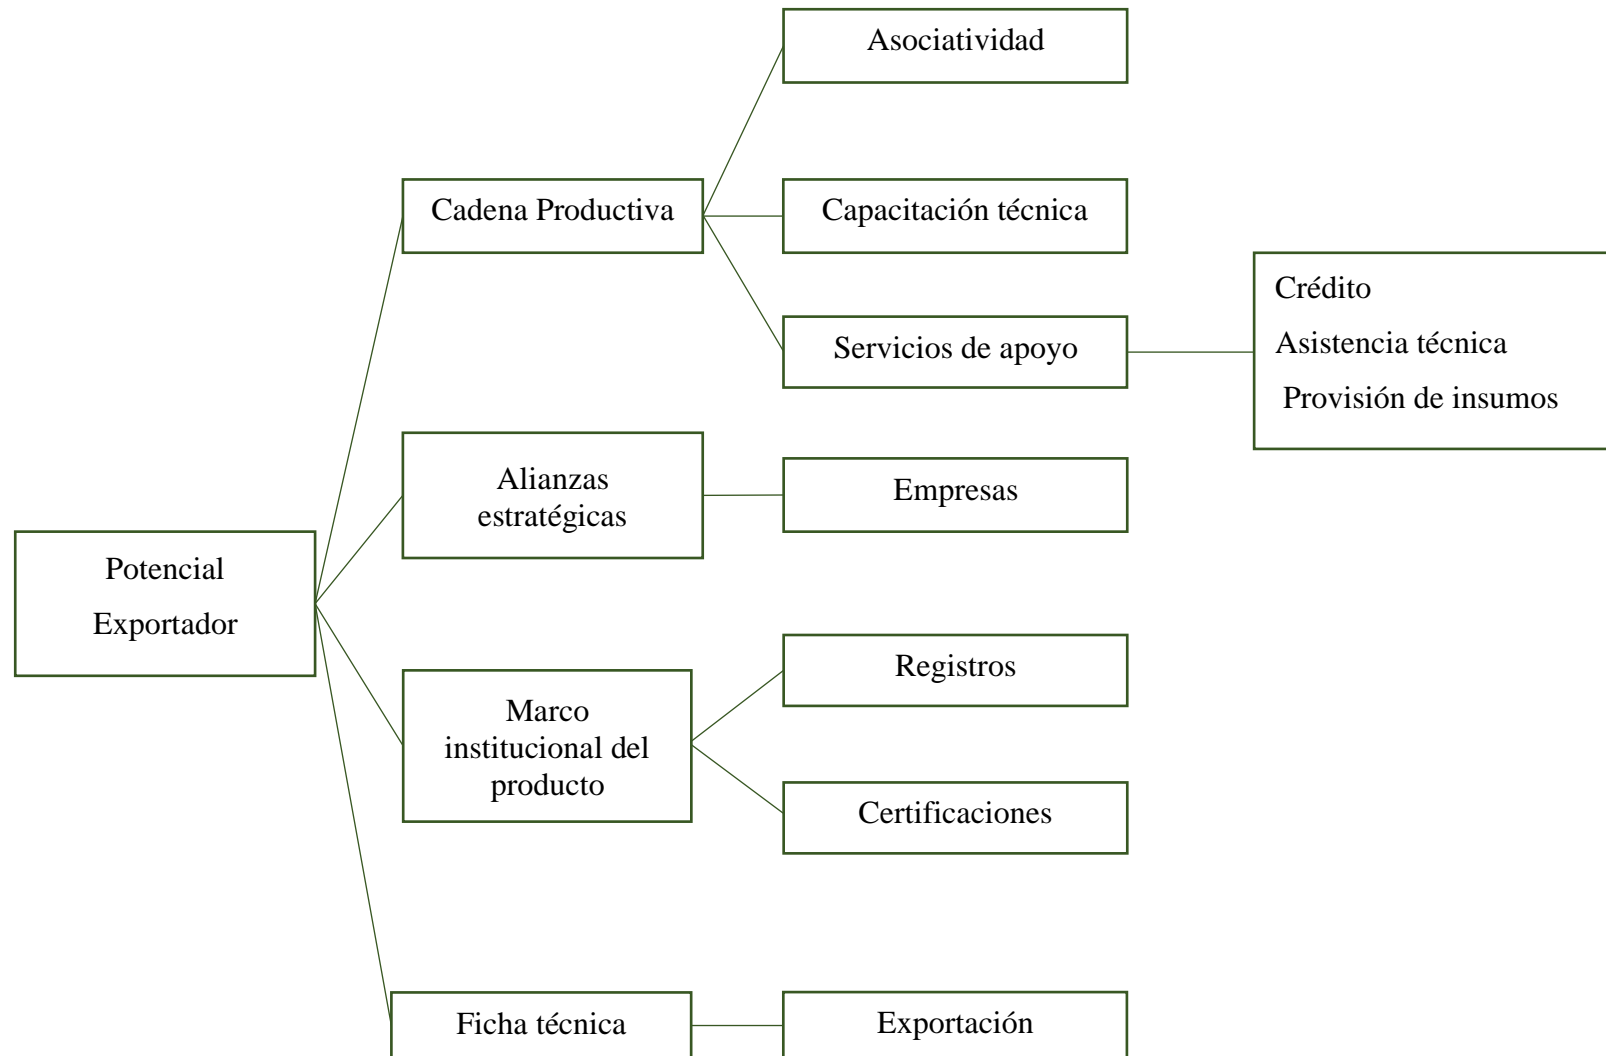 Asociatividad
Cadena Productiva
Capacitación técnica
Servicios de apoyo
Crédito
Asistencia técnica
Provisión de insumos
Alianzas
estratégicas
Empresas
Potencial
Exportador
Marco
institucional del
producto
Registros
Certificaciones
Ficha técnica
Exportación